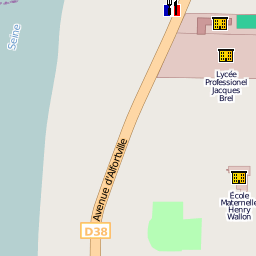 Seine
Lycée
Professionel
Jacques
Brel
Avenue d'Alfortville
École
Maternelle
Henry
Wallon
D38